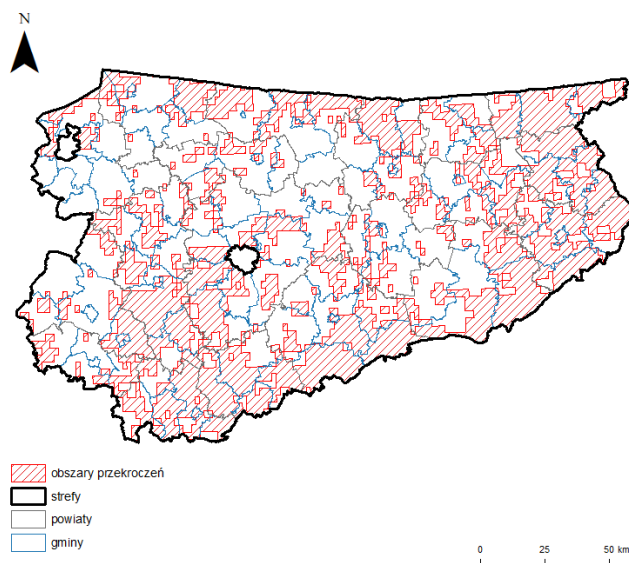 N
obszary przekroczeń
strefy
powiaty
gminy
0 25 50 km